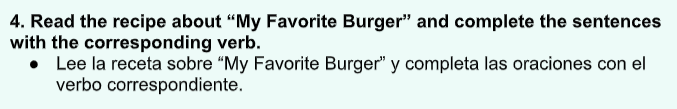 4. Read the recipe about “My Favorite Burger” and complete the sentences
with the corresponding verb.
● Lee la receta sobre “My Favorite Burger” y completa las oraciones con el
verbo correspondiente.